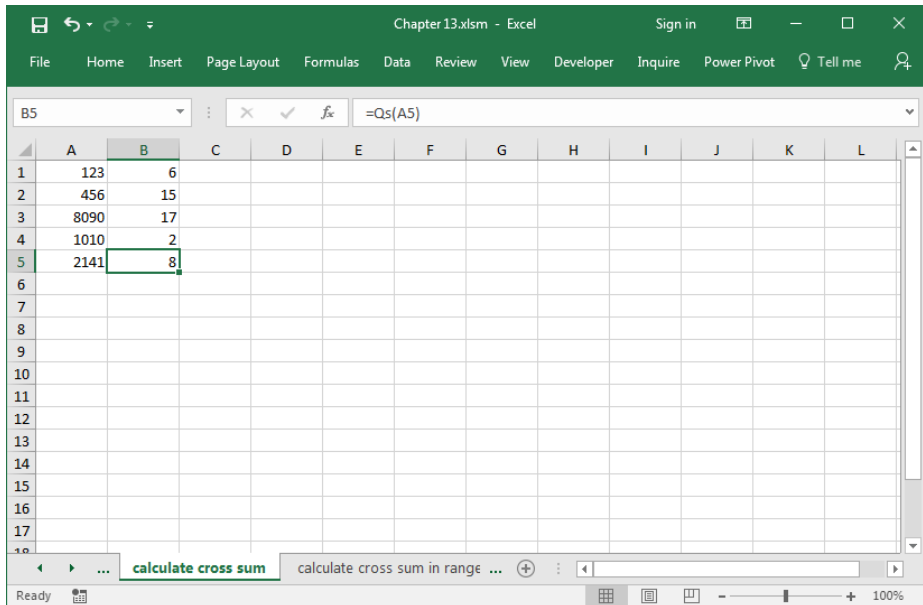 Chapter 13.xlsm - Excel Sign in
File Home Insert Page Layout Formulas Data Review View Developer Inquire Power Pivot Tell me
B5 fx =Qs(A5)
A B C D E F G H I J K L
1 123 6
2 456 15
3 8090 17
4 1010 2
5 2141 8
6
7
8
9
10
11
12
13
14
15
16
17
18
... calculate cross sum calculate cross sum in range ...
Ready 100%